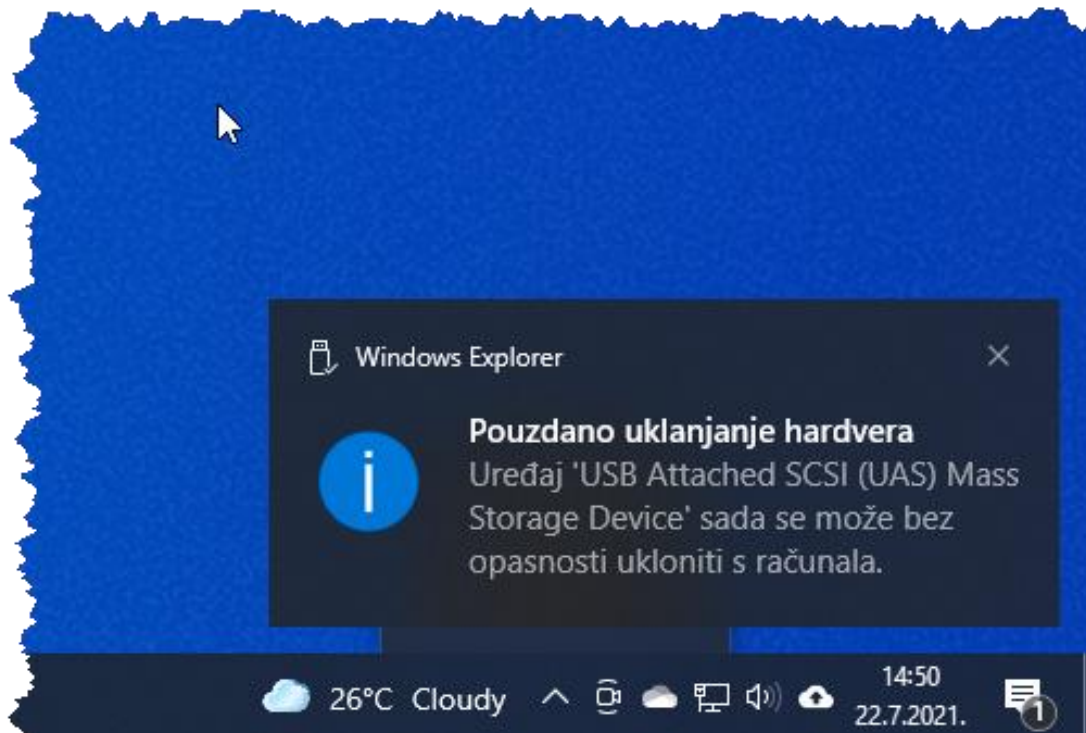 Windows Explorer
Pouzdano uklanjanje hardvera
Uređaj 'USB Attached SCSI (UAS) Mass
Storage Device' sada se može bez
opasnosti ukloniti s računala.
26°C Cloudy
14:50
22.7.2021.
1